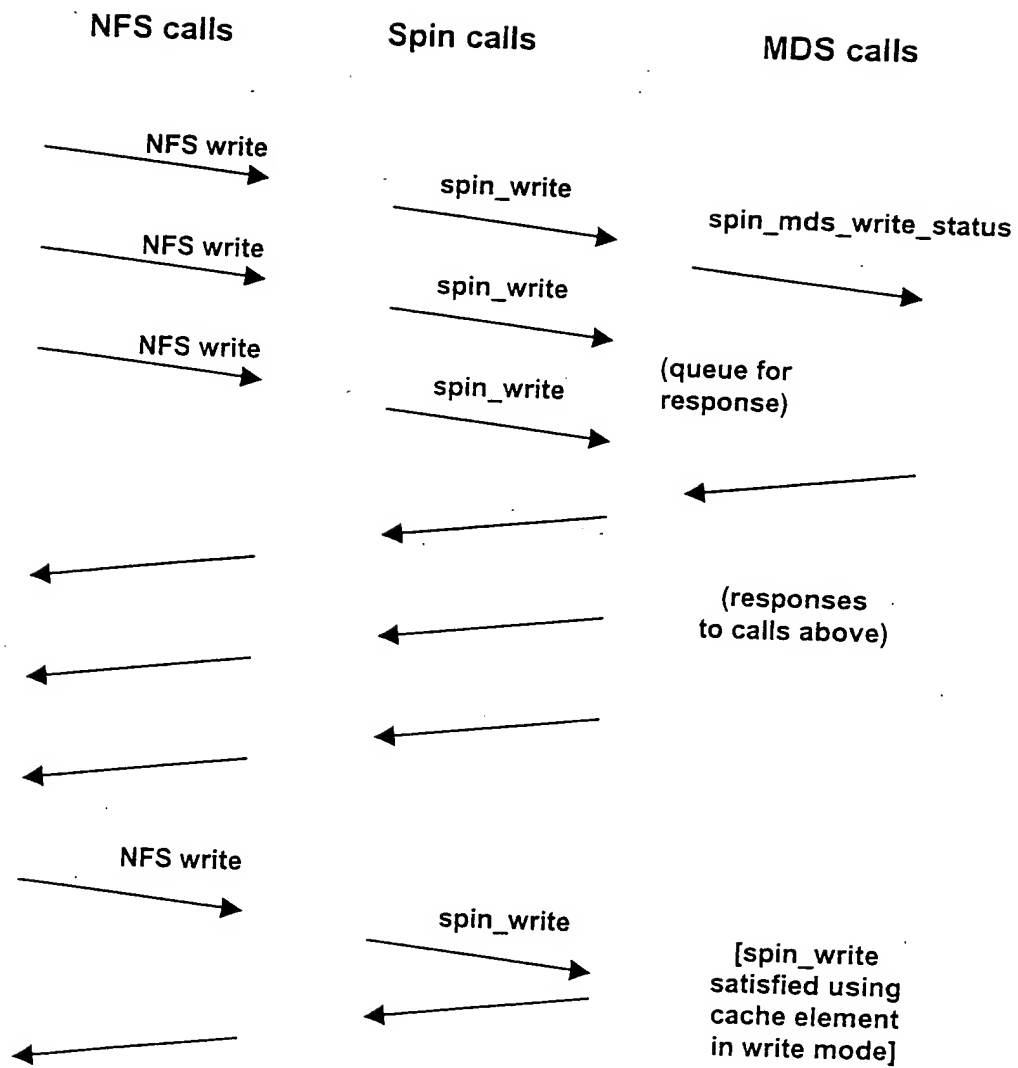 NFS calls
Spin calls
MDS calls
NFS write
spin_write
spin_mds_write_status
NFS write
spin_write
NFS write
spin_write
(queue for
response)
(responses
to calls above)
NFS write
spin_write
[spin_write
satisfied using
cache element
in write mode]